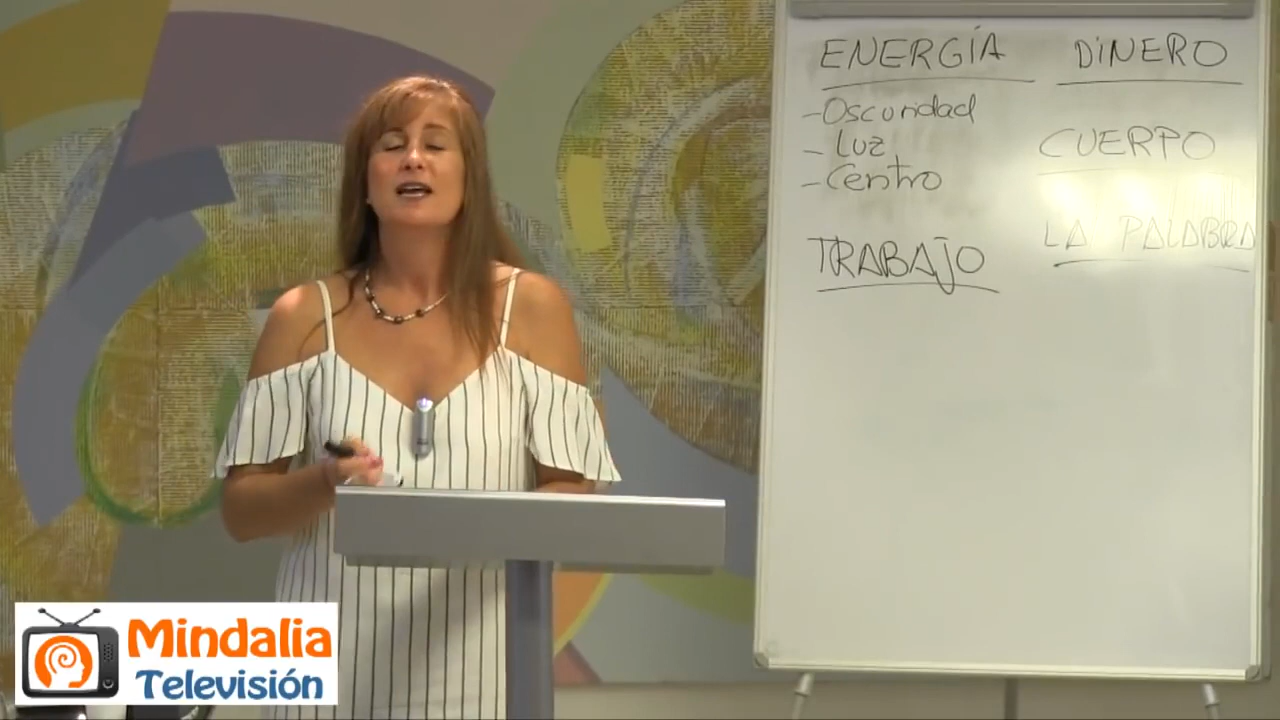 ENERGÍA
- Oscuridad
- Luz
- Centro
TRABAJO
DINERO
CUERPO
LA PALABRA
Mindalia
Televisión